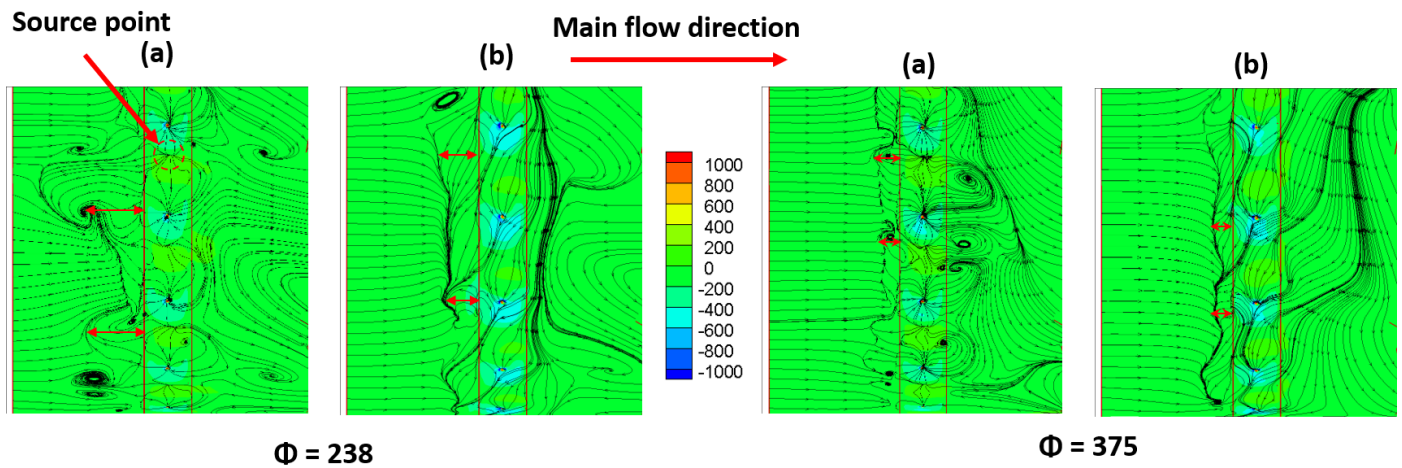 Source point
Main flow direction
(a)
(b)
(a)
(b)
1000
800
600
400
200
0
-200
-400
-600
-800
-1000
Φ = 238
Φ = 375